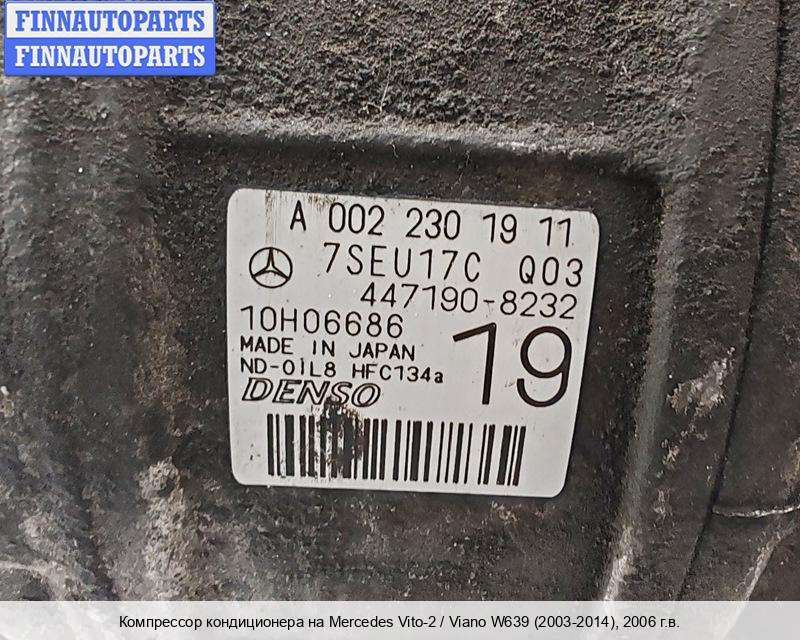 FINNAUTOPARTS
FINNAUTOPARTS
A 002 230 19 11
7SEU17C Q03
447190-8232
10H06686
19
MADE IN JAPAN
ND-OIL8 HFC134a
DENSO
Компрессор кондиционера на Mercedes Vito-2 / Viano W639 (2003-2014), 2006 г.в.